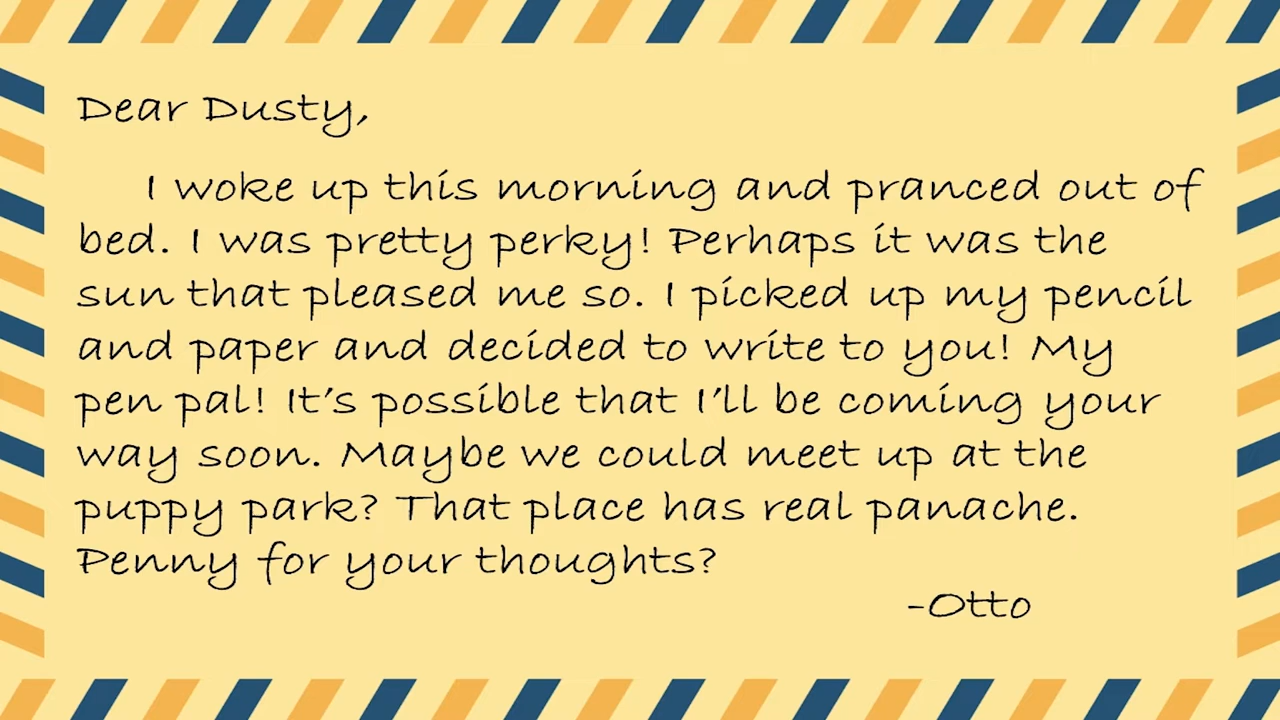 Dear Dusty,
I woke up this morning and pranced out of
bed. I was pretty perky! Perhaps it was the
sun that pleased me so. I picked up my pencil
and paper and decided to write to you! My
pen pal! It's possible that I'll be coming your
way soon. Maybe we could meet up at the
puppy park? That place has real panache.
Penny for your thoughts?
-Otto